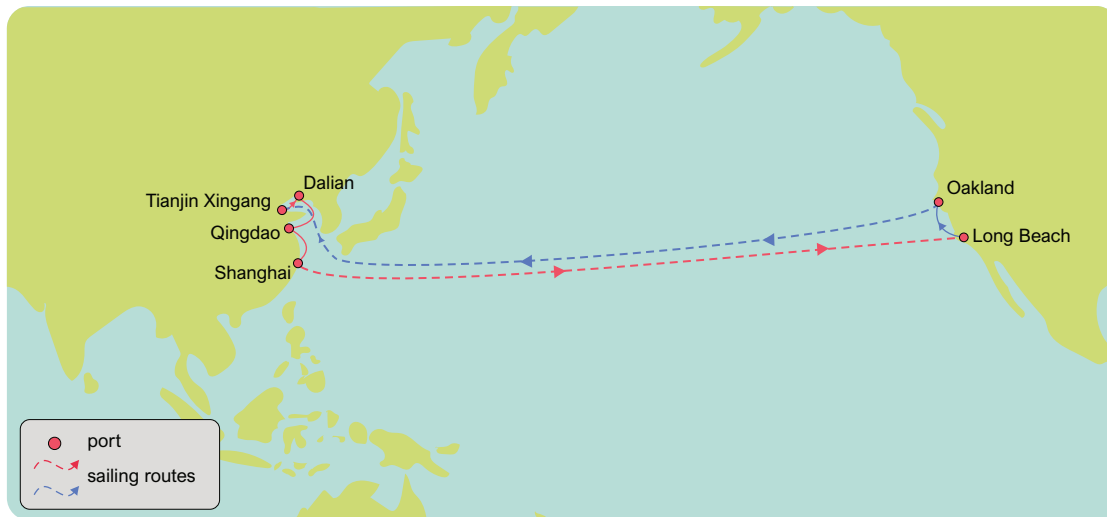 Dalian
Tianjin Xingang
Oakland
Qingdao
Long Beach
Shanghai
port
sailing routes